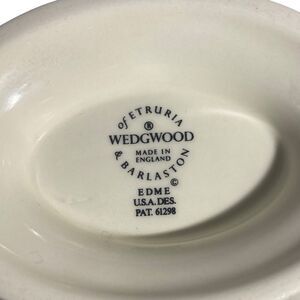 of ETRURIA
®
WEDGWOOD
MADE IN
ENGLAND
& BARLASTON
©
EDME
U.S.A. DES.
PAT. 61298